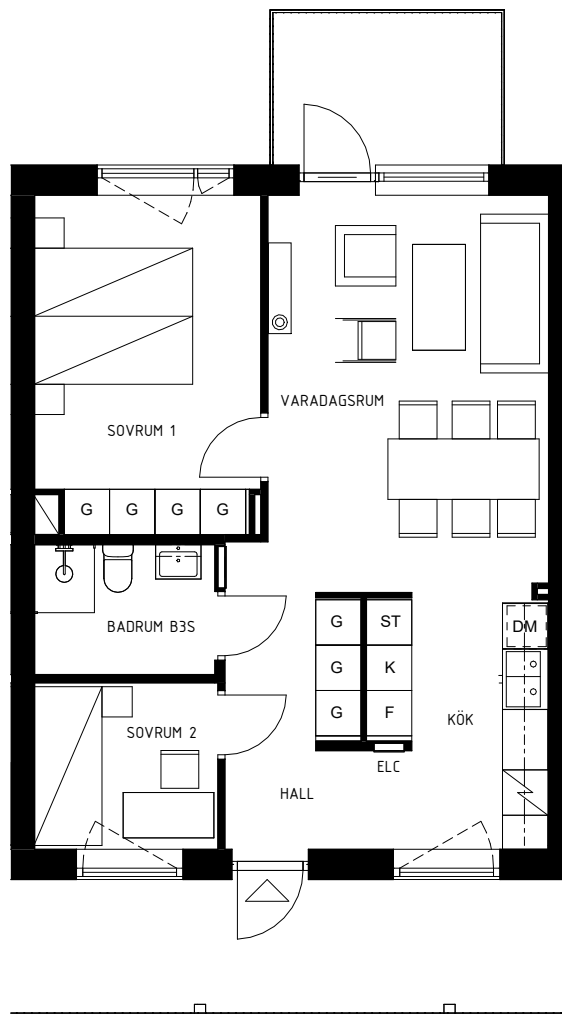 VARADAGSRUM
SOVRUM 1
G G G G
BADRUM B3S
G ST
DM
G K
G F
KÖK
SOVRUM 2
ELC
HALL